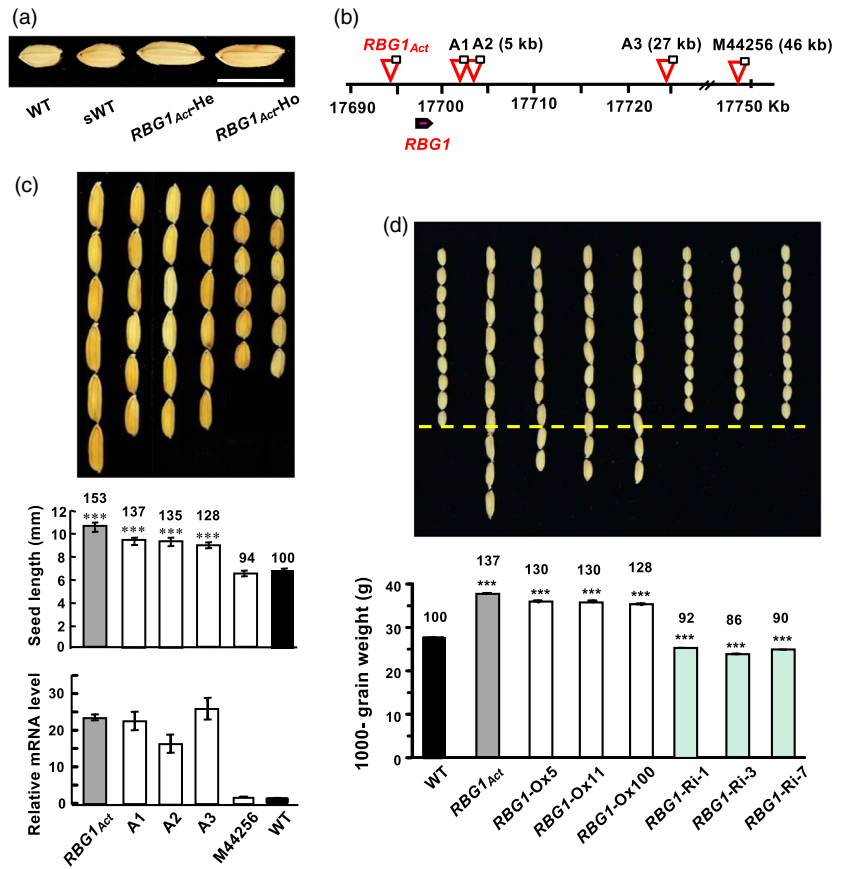 (a)
WT
sWT
RBG1Act-He
RBG1Act-Ho
(b)
RBG1Act
A1
A2 (5 kb)
A3 (27 kb)
M44256 (46 kb)
17690
17700
17710
17720
17750 Kb
RBG1
(c)
Seed length (mm)
12
10
8
6
4
2
0
153
***
137
***
135
***
128
***
94
100
Relative mRNA level
30
20
10
0
RBG1Act
A1
A2
A3
M44256
WT
(d)
1000- grain weight (g)
40
30
20
10
0
100
137
***
130
***
130
***
128
***
92
***
86
***
90
***
WT
RBG1Act
RBG1-Ox5
RBG1-Ox11
RBG1-Ox100
RBG1-Ri-1
RBG1-Ri-3
RBG1-Ri-7